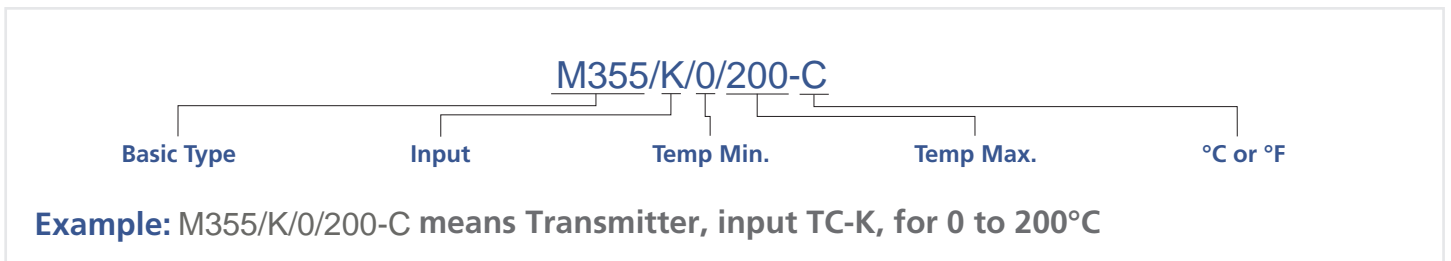 M355/K/0/200-C
Basic Type Input Temp Min. Temp Max. °C or °F
Example: M355/K/0/200-C means Transmitter, input TC-K, for 0 to 200°C